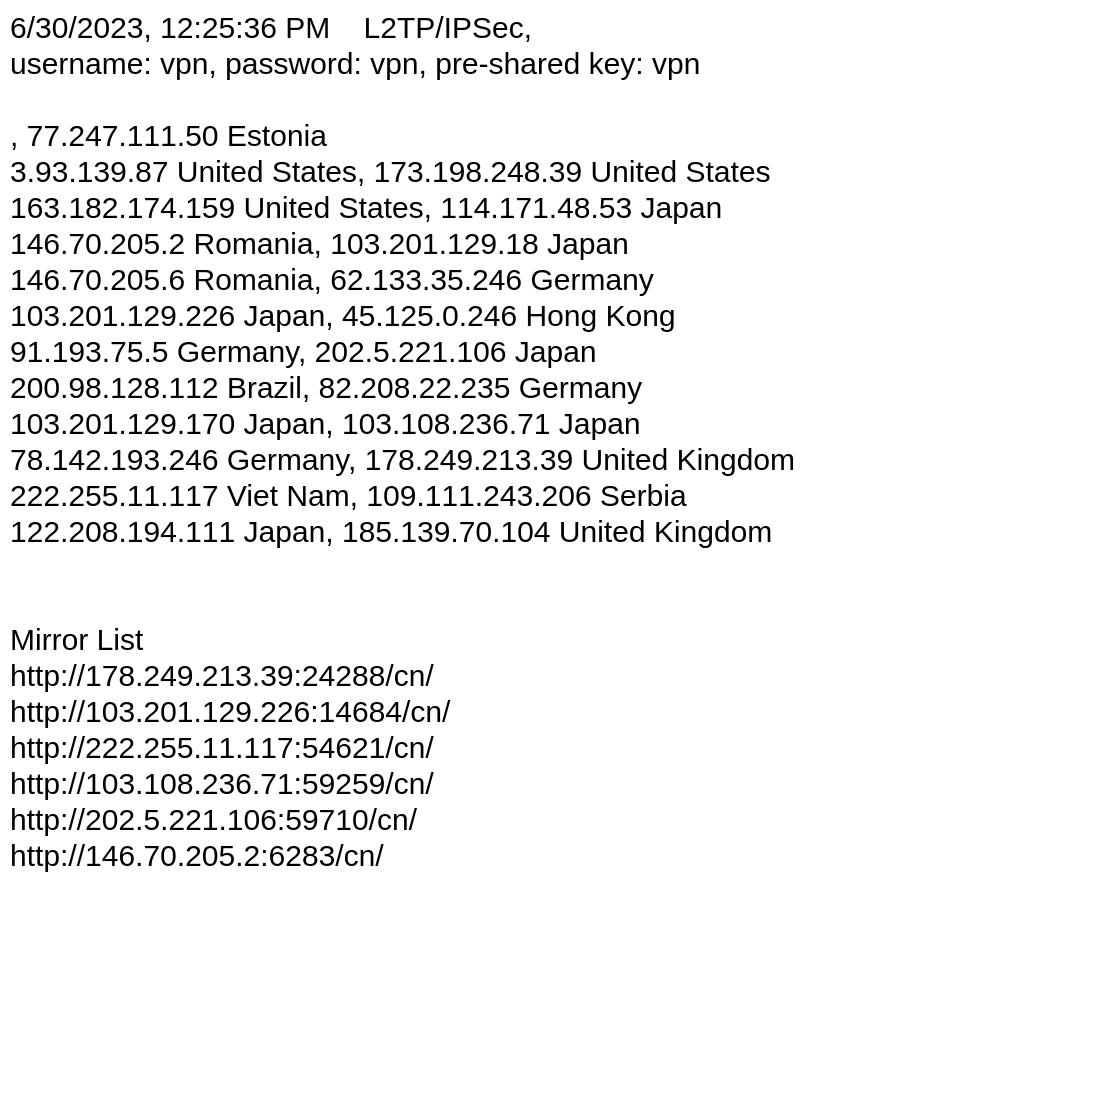 6/30/2023, 12:25:36 PM    L2TP/IPSec,
username: vpn, password: vpn, pre-shared key: vpn
, 77.247.111.50 Estonia
3.93.139.87 United States, 173.198.248.39 United States
163.182.174.159 United States, 114.171.48.53 Japan
146.70.205.2 Romania, 103.201.129.18 Japan
146.70.205.6 Romania, 62.133.35.246 Germany
103.201.129.226 Japan, 45.125.0.246 Hong Kong
91.193.75.5 Germany, 202.5.221.106 Japan
200.98.128.112 Brazil, 82.208.22.235 Germany
103.201.129.170 Japan, 103.108.236.71 Japan
78.142.193.246 Germany, 178.249.213.39 United Kingdom
222.255.11.117 Viet Nam, 109.111.243.206 Serbia
122.208.194.111 Japan, 185.139.70.104 United Kingdom
Mirror List
http://178.249.213.39:24288/cn/
http://103.201.129.226:14684/cn/
http://222.255.11.117:54621/cn/
http://103.108.236.71:59259/cn/
http://202.5.221.106:59710/cn/
http://146.70.205.2:6283/cn/